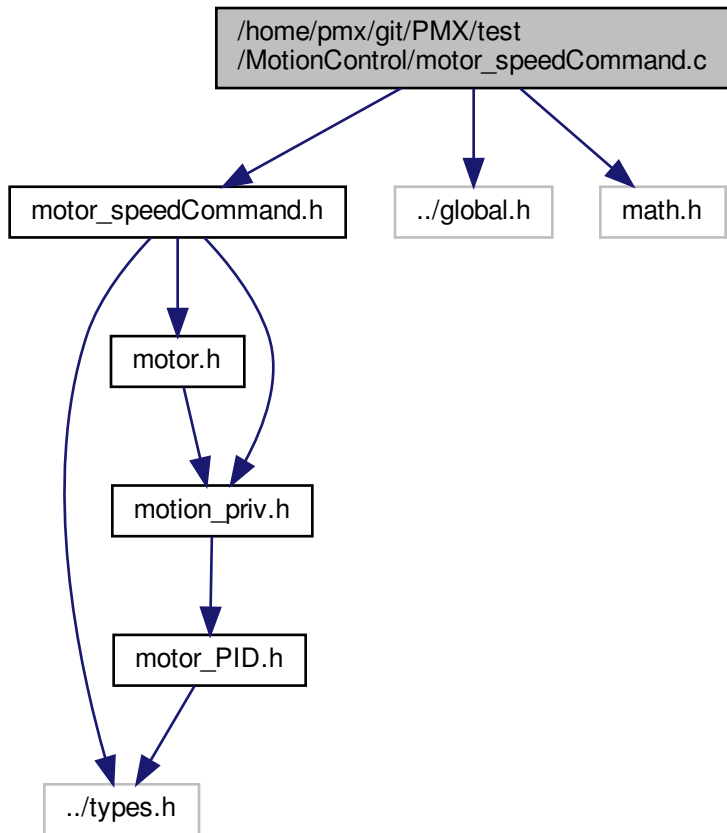 /home/pmx/git/PMX/test
/MotionControl/motor_speedCommand.c
motor_speedCommand.h
../global.h
math.h
motor.h
motion_priv.h
motor_PID.h
../types.h